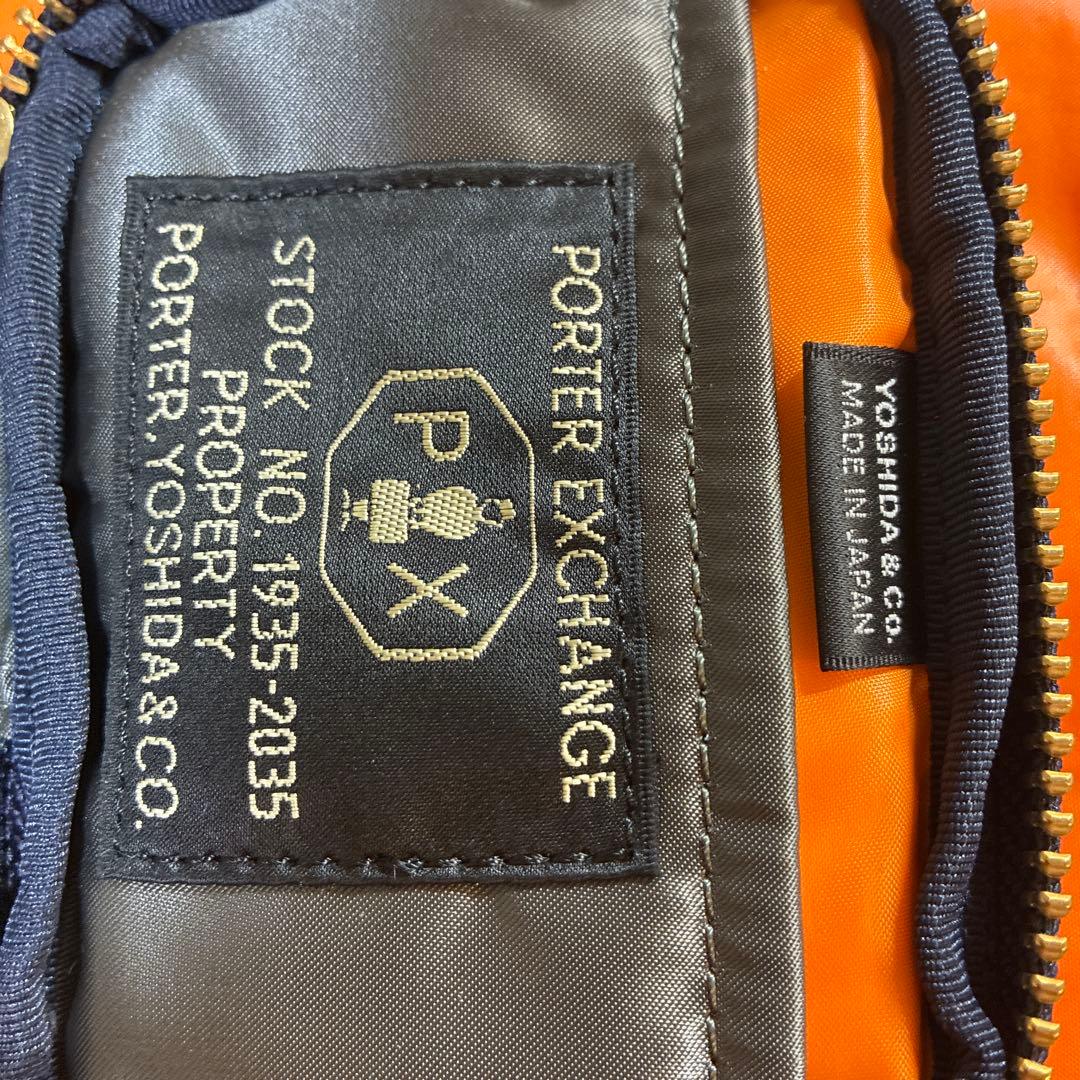 PORTER EXCHANGE
P X
STOCK NO. 1935-2035
PROPERTY
PORTER, YOSHIDA & CO.
YOSHIDA & CO.
MADE IN JAPAN